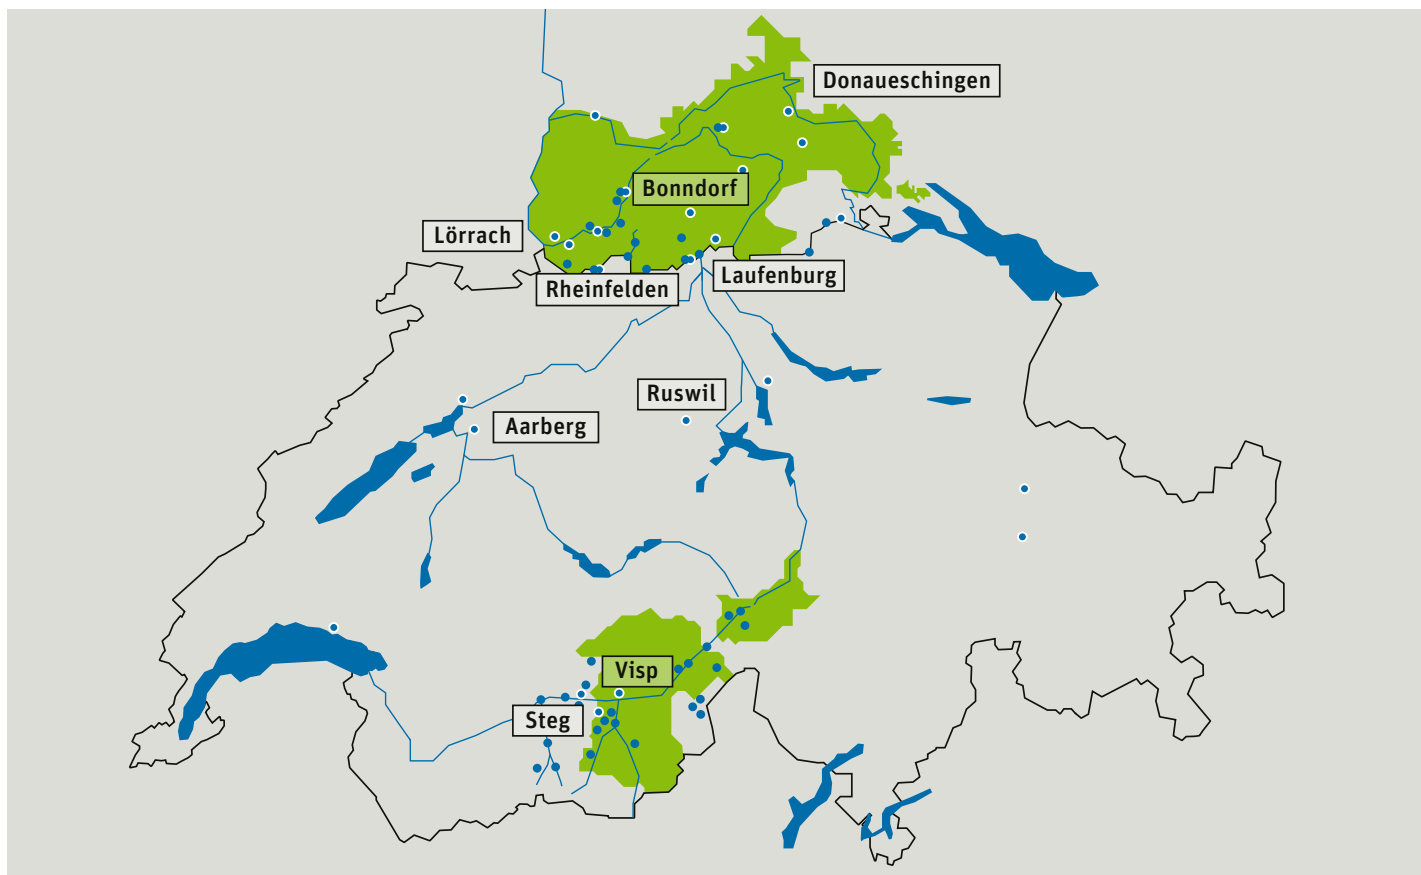 Donaueschingen
Bonndorf
Lörrach
Laufenburg
Rheinfelden
Ruswil
Aarberg
Visp
Steg